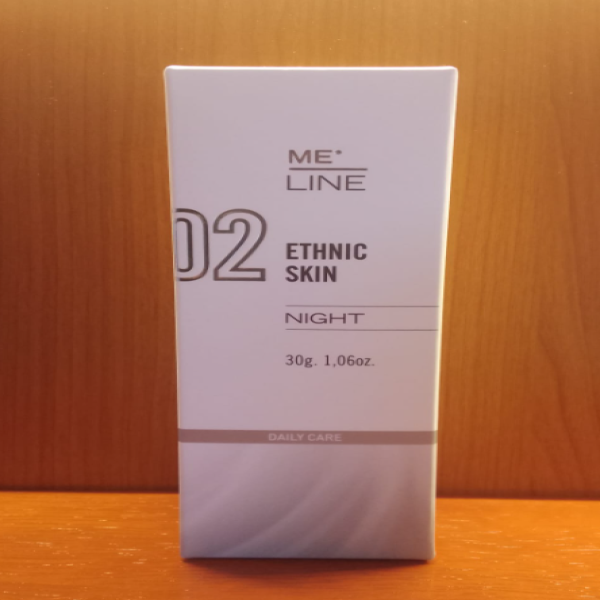 ME•
LINE
02
ETHNIC
SKIN
NIGHT
30g. 1,06oz.
DAILY CARE